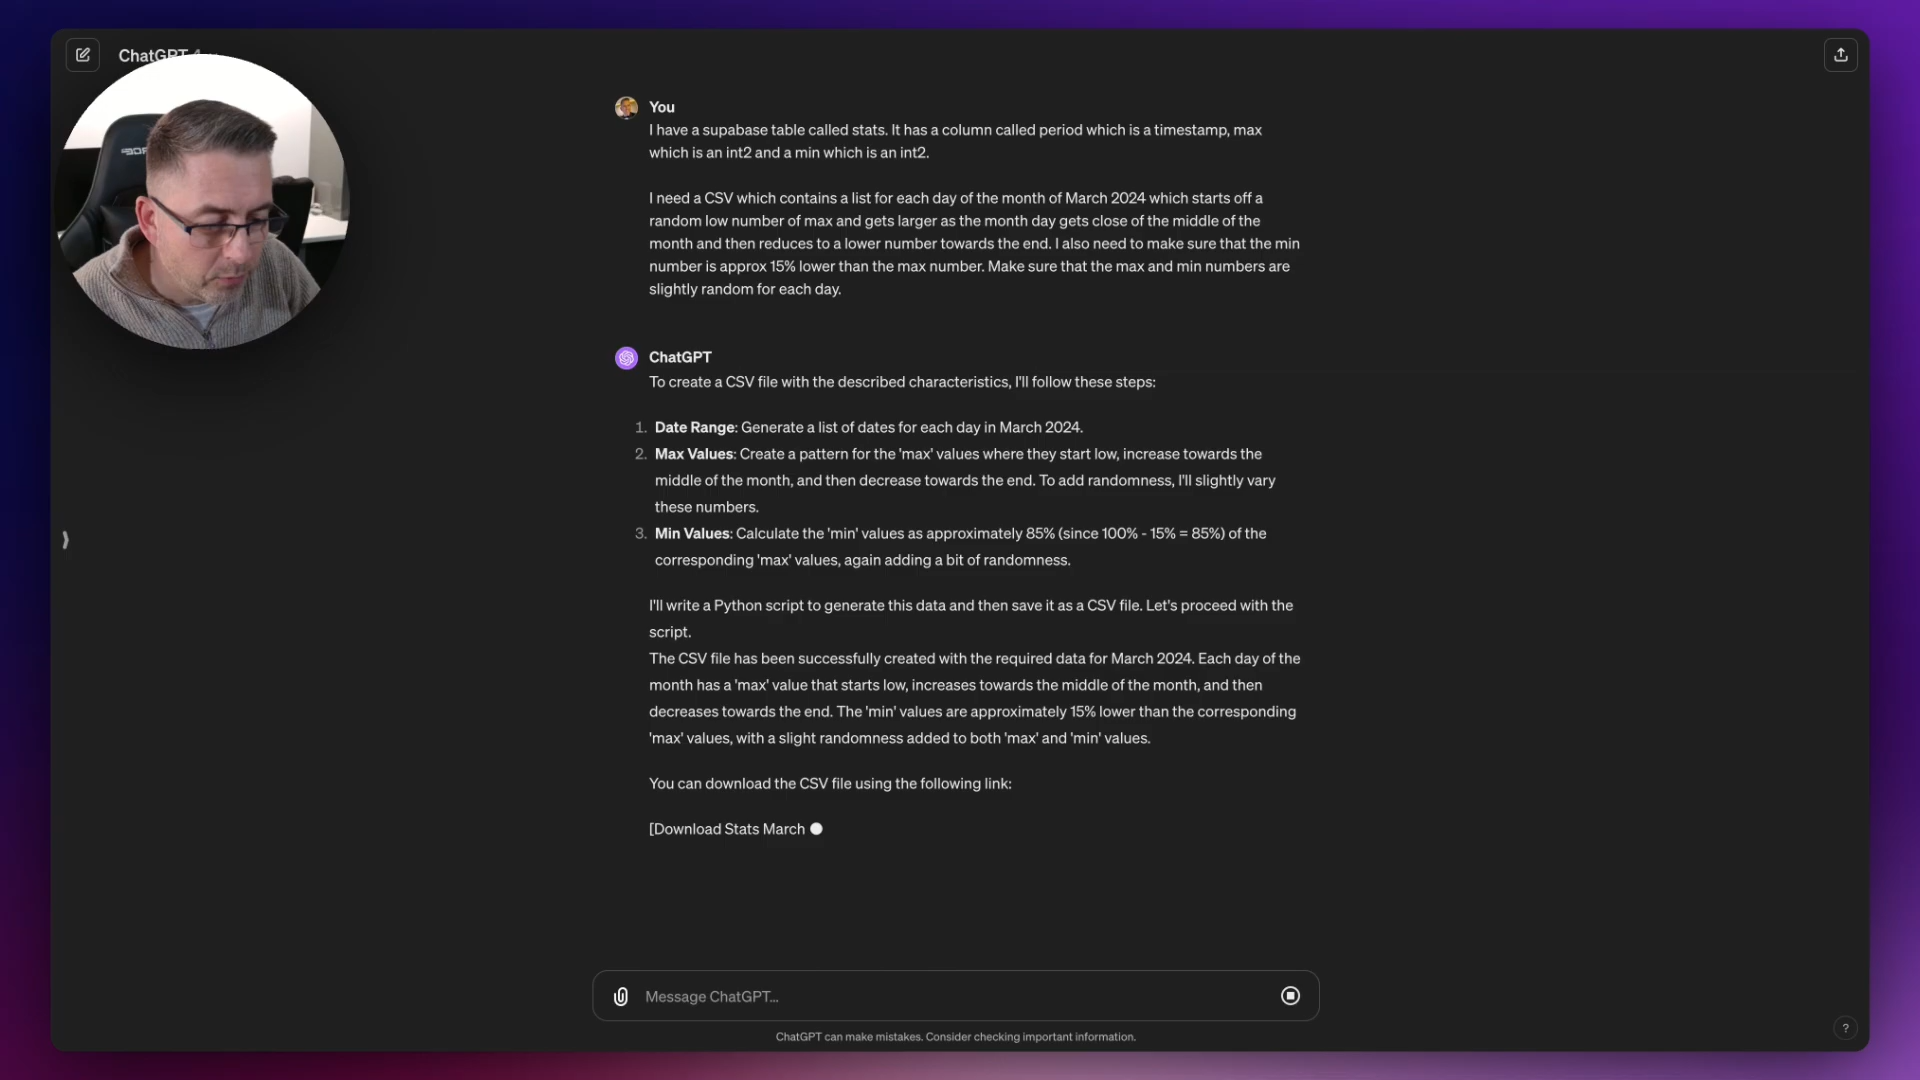 ChatGPT 4
You
I have a supabase table called stats. It has a column called period which is a timestamp, max
which is an int2 and a min which is an int2.
I need a CSV which contains a list for each day of the month of March 2024 which starts off a
random low number of max and gets larger as the month day gets close of the middle of the
month and then reduces to a lower number towards the end. I also need to make sure that the min
number is approx 15% lower than the max number. Make sure that the max and min numbers are
slightly random for each day.
ChatGPT
To create a CSV file with the described characteristics, I'll follow these steps:
1. Date Range: Generate a list of dates for each day in March 2024.
2. Max Values: Create a pattern for the 'max' values where they start low, increase towards the
middle of the month, and then decrease towards the end. To add randomness, I'll slightly vary
these numbers.
3. Min Values: Calculate the 'min' values as approximately 85% (since 100% - 15% = 85%) of the
corresponding 'max' values, again adding a bit of randomness.
I'll write a Python script to generate this data and then save it as a CSV file. Let's proceed with the
script.
The CSV file has been successfully created with the required data for March 2024. Each day of the
month has a 'max' value that starts low, increases towards the middle of the month, and then
decreases towards the end. The 'min' values are approximately 15% lower than the corresponding
'max' values, with a slight randomness added to both 'max' and 'min' values.
You can download the CSV file using the following link:
[Download Stats March
Message ChatGPT...
ChatGPT can make mistakes. Consider checking important information.
?